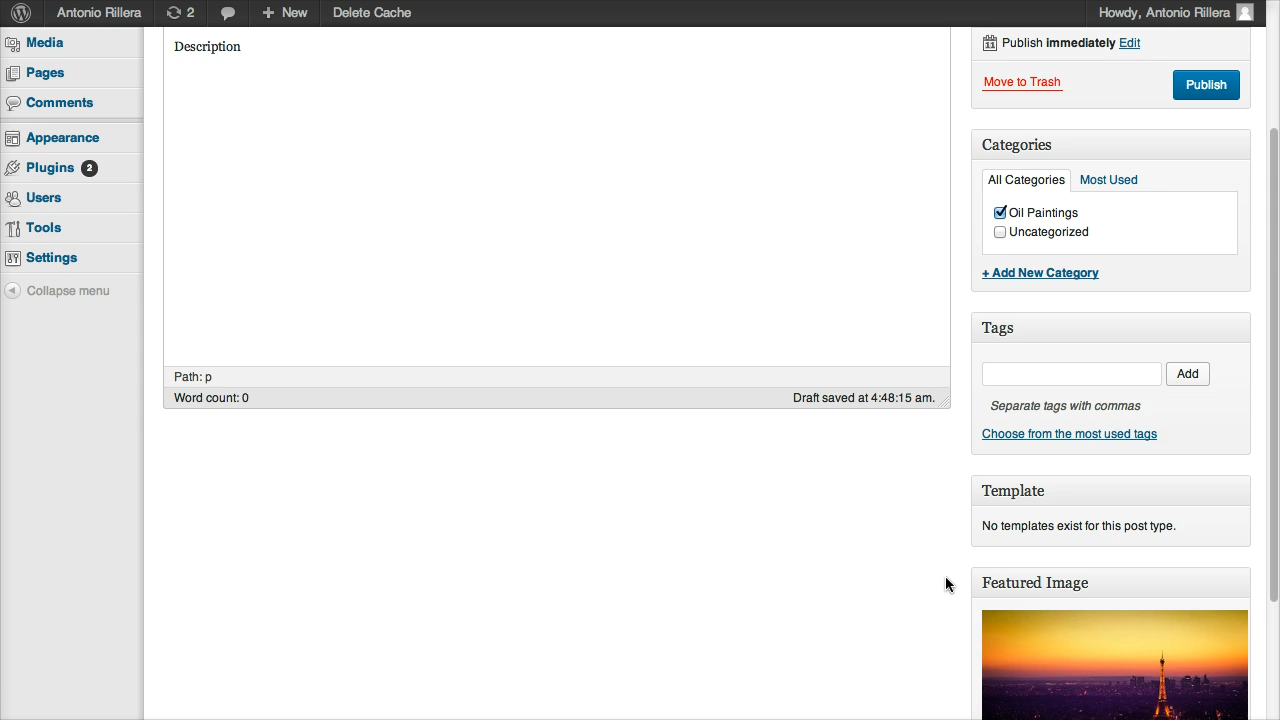 Antonio Rillera
2
New
Delete Cache
Howdy, Antonio Rillera
Media
Pages
Comments
Appearance
Plugins 2
Users
Tools
Settings
Collapse menu
Description
Path: p
Word count: 0
Draft saved at 4:48:15 am.
11 Publish immediately Edit
Move to Trash
Publish
Categories
All Categories
Most Used
Oil Paintings
Uncategorized
+ Add New Category
Tags
Add
Separate tags with commas
Choose from the most used tags
Template
No templates exist for this post type.
Featured Image